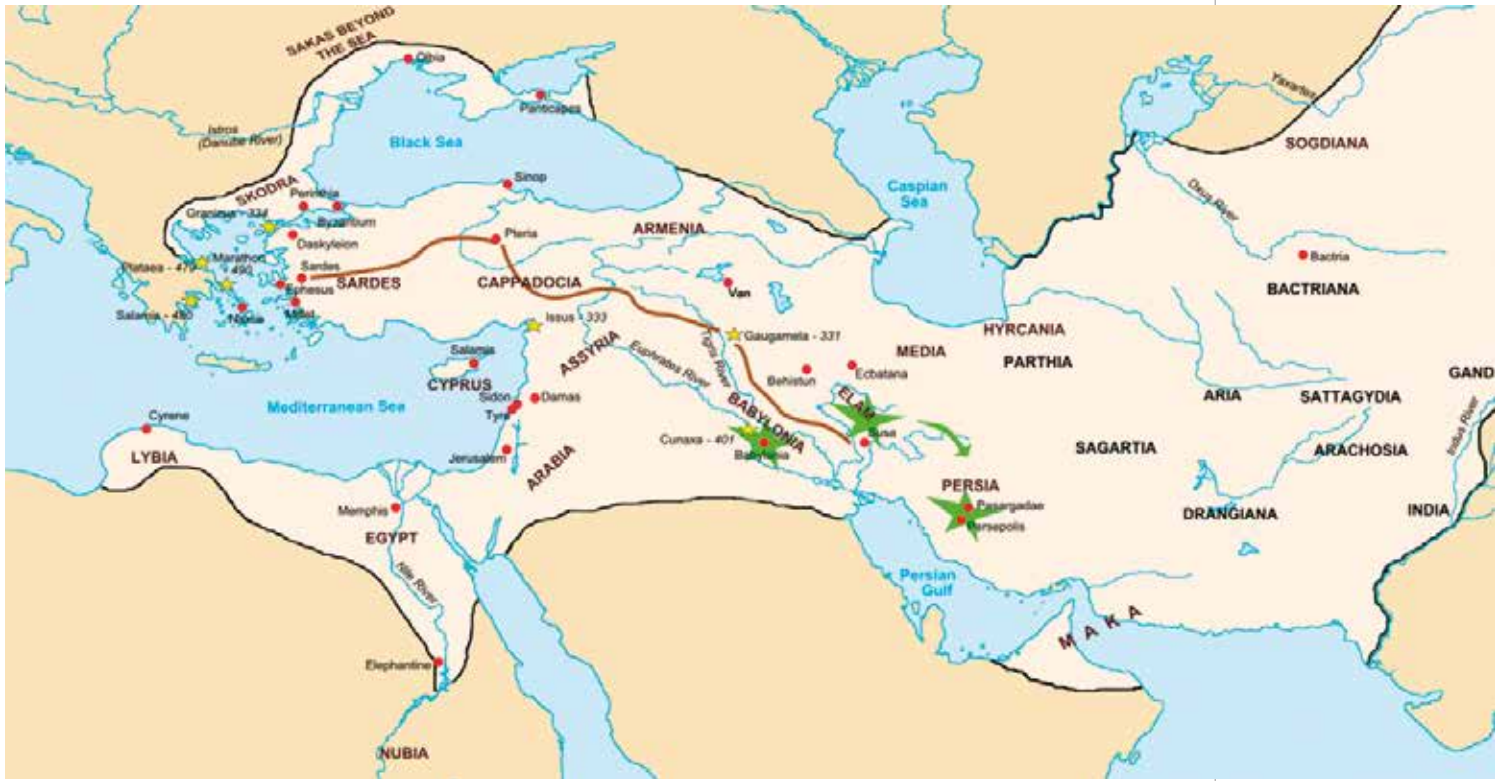 SAKAS BEYOND
THE SEA
Olbia
Panticapes
Yaxartes
SOGDIANA
Istros
(Danube River)
Black Sea
Caspian
Sea
Oxus River
Sinop
SKODRA
Perinthia
Byzantium
Granicus - 334
Daskyleion
Pteria
ARMENIA
Bactria
BACTRIANA
Plataea - 479
Marathon
- 490
Sardes
SARDES
Ephesus
Milet
Salamis - 480
CAPPADOCIA
Van
Issus - 333
Gaugamela - 331
HYRCANIA
PARTHIA
MEDIA
Salamis
CYPRUS
ASSYRIA
Euphrates River
Tigris River
Behistun
Ecbatana
GAND
ARIA
SATTAGYDIA
Mediterranean Sea
Sidon
Tyre
Damas
BABYLONIA
ELAM
Cyrene
LYBIA
Cunaxa - 401
Susa
SAGARTIA
ARACHOSIA
Indus River
Jerusalem
ARABIA
PERSIA
Pasargadae
Persepolis
DRANGIANA
INDIA
Memphis
EGYPT
Nile River
Persian
Gulf
MAKA
Elephantine
NUBIA